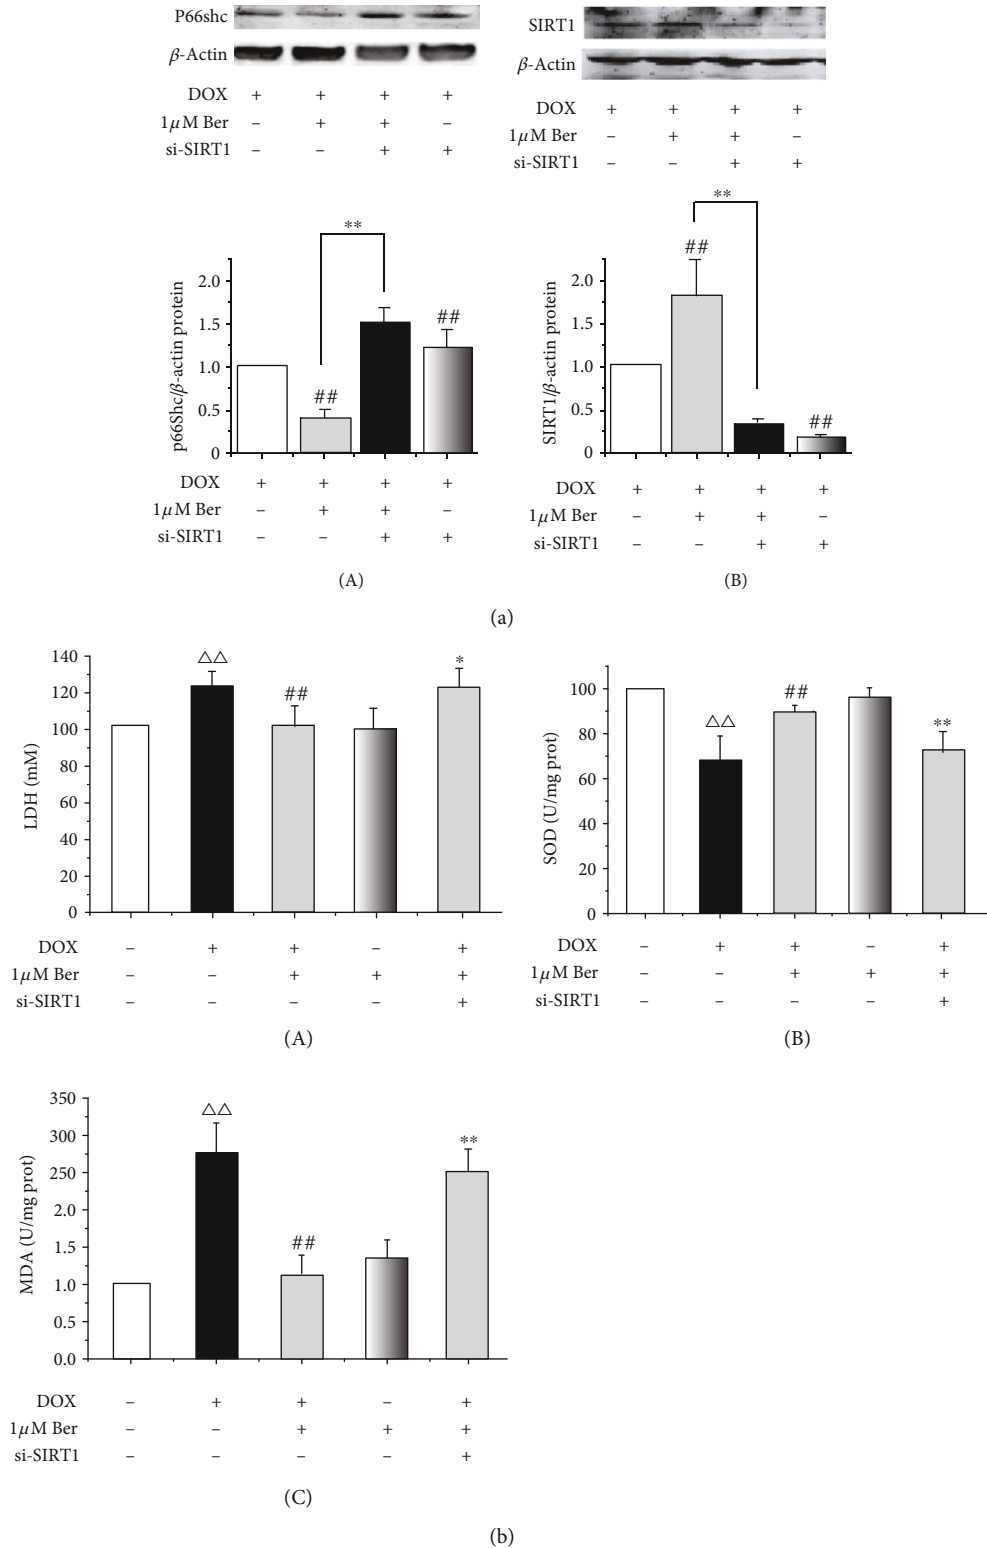 P66shc
β-Actin
DOX + + + +
1μM Ber – + + –
si-SIRT1 – – + +
SIRT1
β-Actin
DOX + + + +
1μM Ber – + + –
si-SIRT1 – – + +
**
##
##
p66Shc/β-actin protein
2.0
1.5
1.0
0.5
0
DOX + + + +
1μM Ber – + + –
si-SIRT1 – – + +
(A)
**
##
##
SIRT1/β-actin protein
2.0
1.5
1.0
0.5
0
DOX + + + +
1μM Ber – + + –
si-SIRT1 – – + +
(B)
(a)
LDH (mM)
140
120
100
80
60
40
20
0
△△
##
*
DOX – + + – +
1μM Ber – – + + +
si-SIRT1 – – – – +
(A)
SOD (U/mg prot)
100
80
60
40
20
0
△△
##
**
DOX – + + – +
1μM Ber – – + + +
si-SIRT1 – – – – +
(B)
MDA (U/mg prot)
350
300
250
2.0
1.5
1.0
0.5
0.0
△△
##
**
DOX – + + – +
1μM Ber – – + + +
si-SIRT1 – – – – +
(C)
(b)